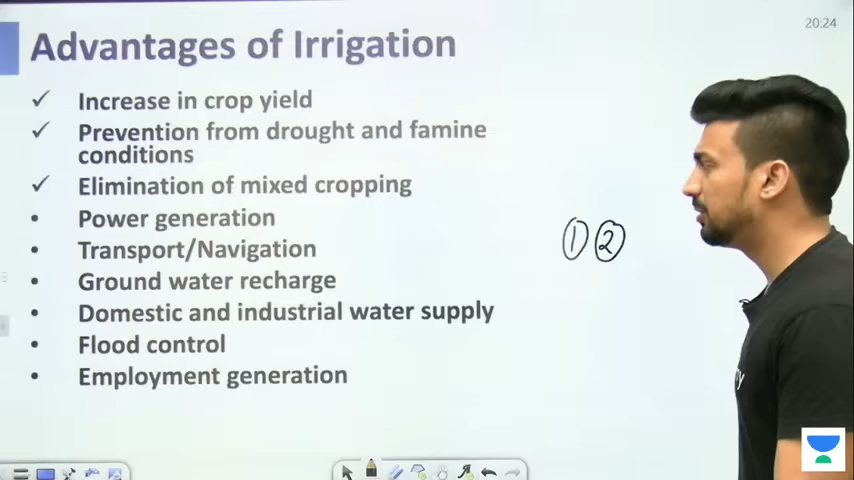 20:24
Advantages of Irrigation
✓ Increase in crop yield
✓ Prevention from drought and famine
conditions
✓ Elimination of mixed cropping
• Power generation
• Transport/Navigation
• Ground water recharge
• Domestic and industrial water supply
• Flood control
• Employment generation
① ②